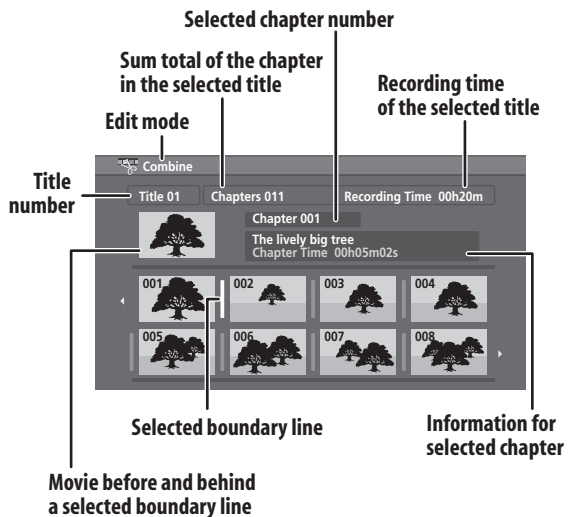 Selected chapter number
Sum total of the chapter
in the selected title
Recording time
of the selected title
Edit mode
Combine
Title
number
Title 01
Chapters 011
Recording Time 00h20m
Chapter 001
The lively big tree
Chapter Time 00h05m02s
001
002
003
004
005
006
007
008
Selected boundary line
Information for
selected chapter
Movie before and behind
a selected boundary line